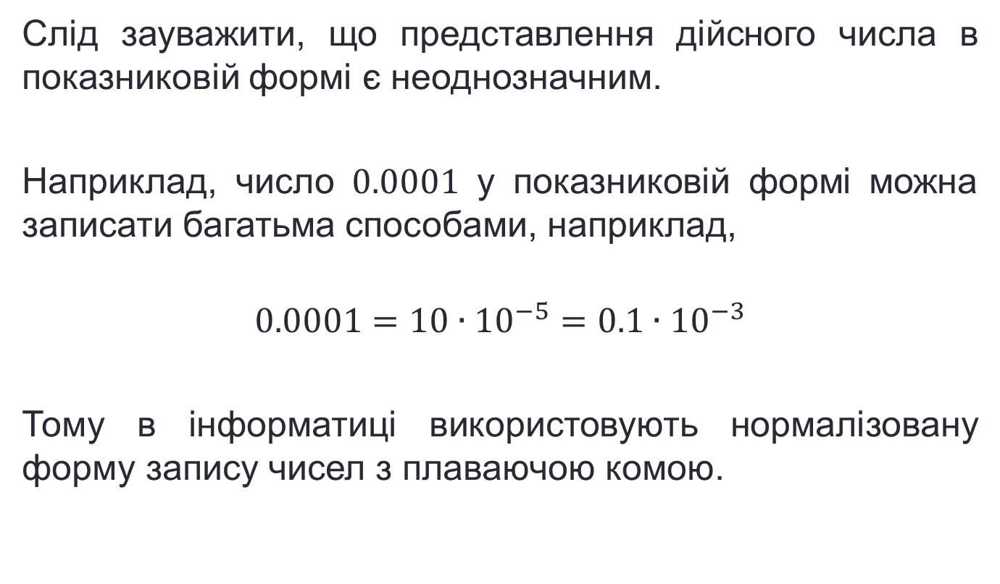 Слід зауважити, що представлення дійсного числа в
показниковій формі є неоднозначним.
Наприклад, число 0.0001 у показниковій формі можна
записати багатьма способами, наприклад,
0.0001 = 10 · 10⁻⁵ = 0.1 · 10⁻³
Тому в інформатиці використовують нормалізовану
форму запису чисел з плаваючою комою.